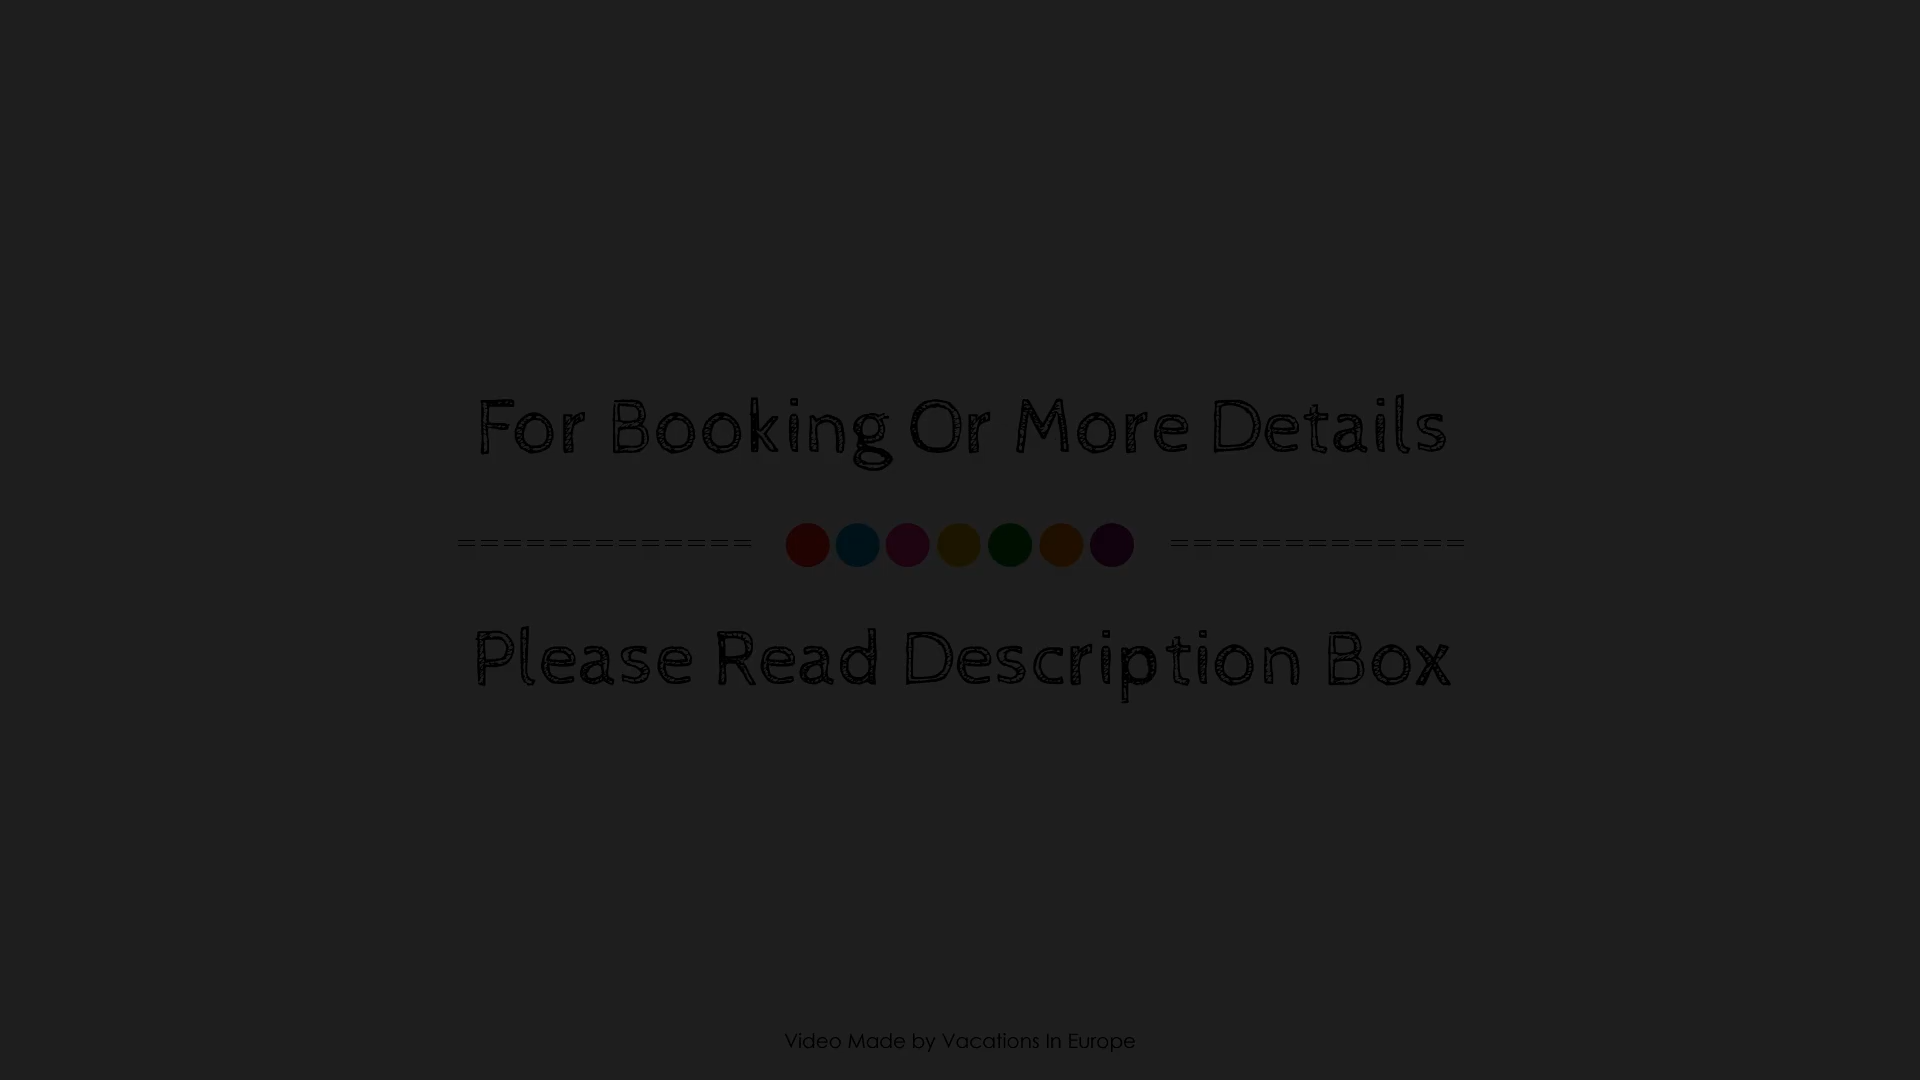 For Booking Or More Details
============= =============
Please Read Description Box
Video Made by Vacations In Europe